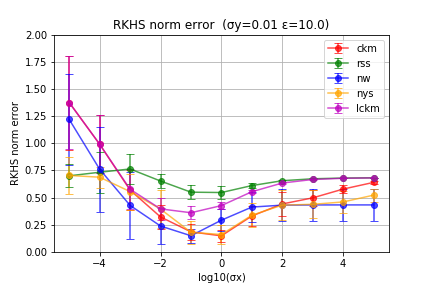 RKHS norm error (σy=0.01 ε=10.0)
ckm
rss
nw
nys
lckm
RKHS norm error
2.00
1.75
1.50
1.25
1.00
0.75
0.50
0.25
0.00
−4
−2
0
2
4
log10(σx)